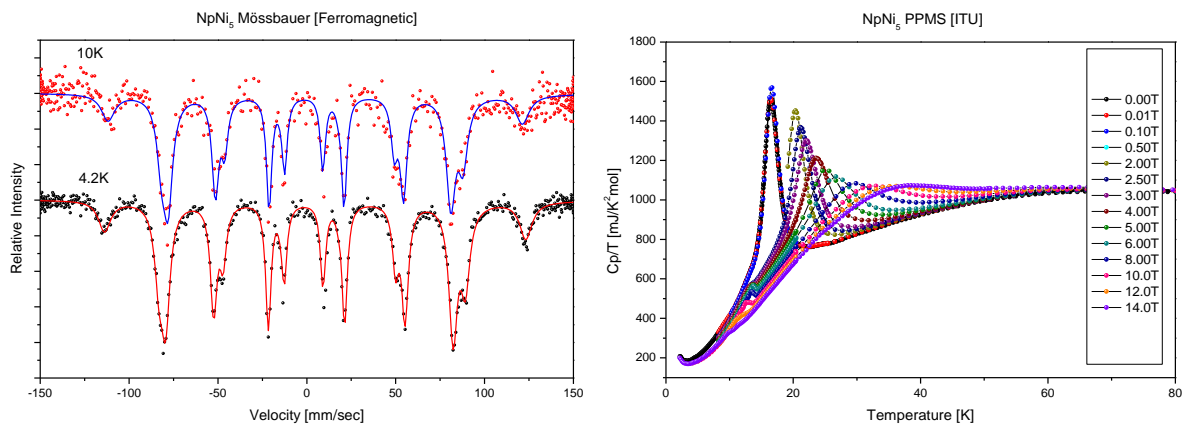 NpNi5 Mössbauer [Ferromagnetic]
10K
4.2K
Relative Intensity
-150 -100 -50 0 50 100 150
Velocity [mm/sec]
NpNi5 PPMS [ITU]
1800
1600
1400
1200
1000
800
600
400
200
Cp/T [mJ/K²mol]
0 20 40 60 80
Temperature [K]
0.00T
0.01T
0.10T
0.50T
2.00T
2.50T
3.00T
4.00T
5.00T
6.00T
8.00T
10.0T
12.0T
14.0T